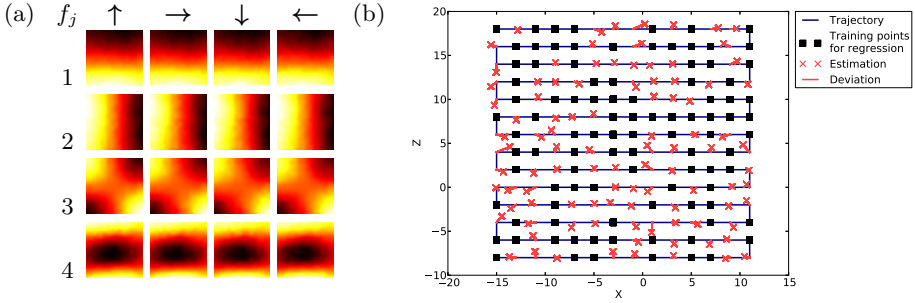 (a) fj ↑ → ↓ ←
1
2
3
4
(b)
20
15
10
5
0
−5
−10
Z
−20 −15 −10 −5 0 5 10 15
X
Trajectory
Training points
for regression
Estimation
Deviation